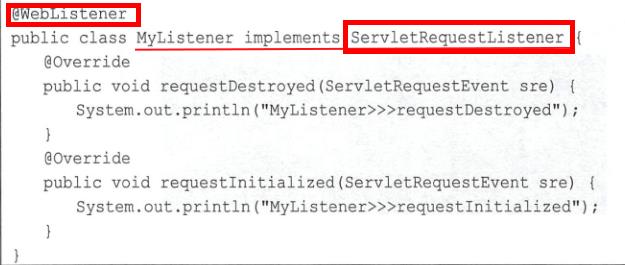 @WebListener
public class MyListener implements ServletRequestListener {
@Override
public void requestDestroyed(ServletRequestEvent sre) {
System.out.println("MyListener>>>requestDestroyed");
}
@Override
public void requestInitialized(ServletRequestEvent sre) {
System.out.println("MyListener>>>requestInitialized");
}
}